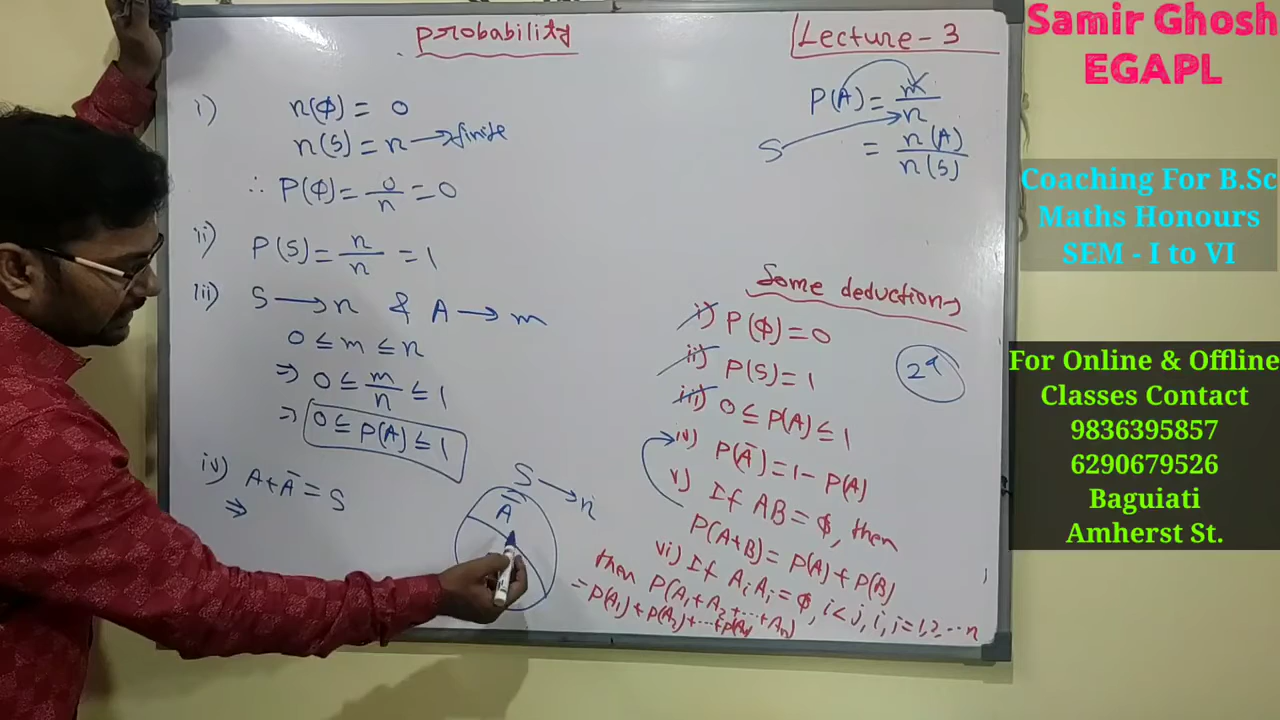 Probability
Lecture - 3
i) n(φ) = 0
n(S) = n → finite
∴ P(φ) = 0/n = 0
ii) P(S) = n/n = 1
iii) S → n & A → m
0 ≤ m ≤ n
⇒ 0 ≤ m/n ≤ 1
⇒ 0 ≤ P(A) ≤ 1
iv) A + Ā = S
⇒
S → n
Ā
P(A) = m/n
S
= n(A)/n(S)
Some deductions
i) P(φ) = 0
ii) P(S) = 1
iii) 0 ≤ P(A) ≤ 1
iv) P(Ā) = 1 - P(A)
v) If AB = φ, then
P(A+B) = P(A) + P(B)
vi) If AᵢAⱼ = φ, i < j, i, j = 1, 2, ... n
then P(A₁ + A₂ + ... + Aₙ)
= P(A₁) + P(A₂) + ... + P(Aₙ)
Samir Ghosh
EGAPL
Coaching For B.Sc
Maths Honours
SEM - I to VI
For Online & Offline
Classes Contact
9836395857
6290679526
Baguiati
Amherst St.